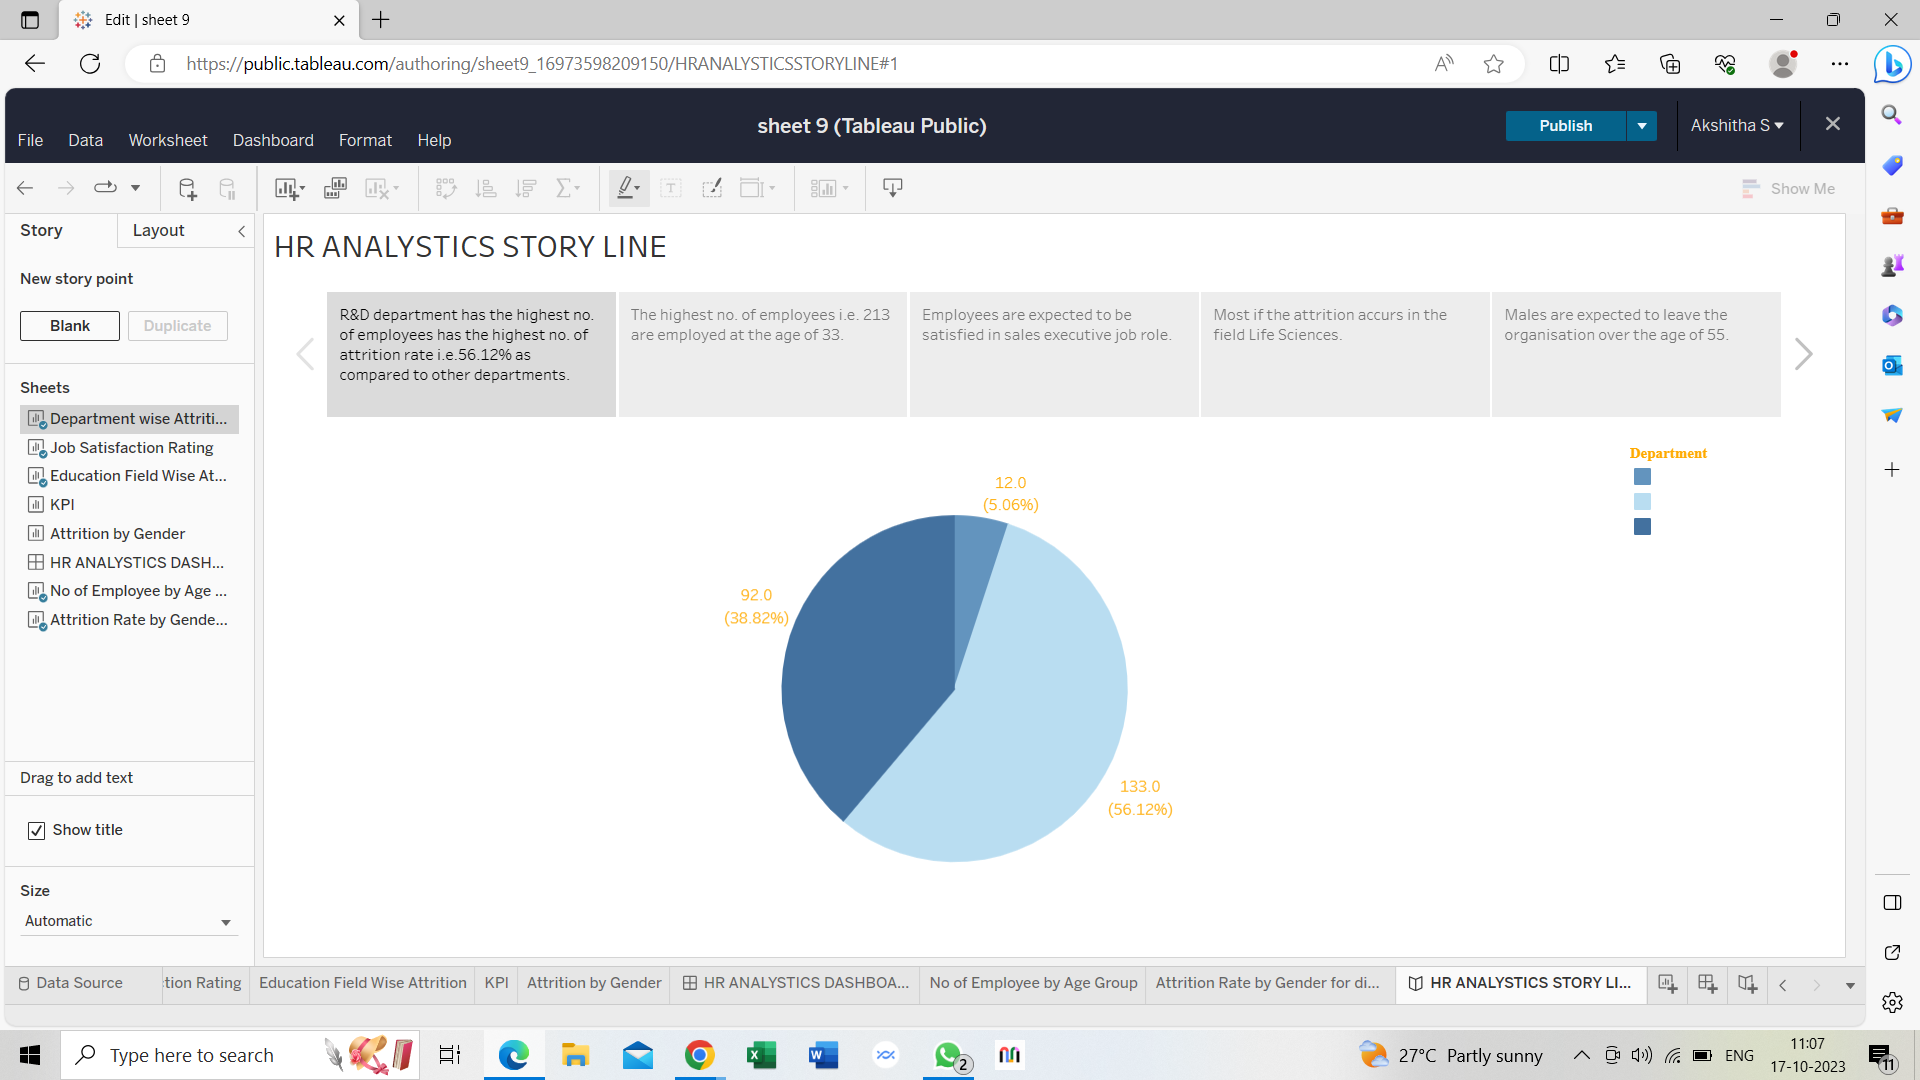 Edit | sheet 9
https://public.tableau.com/authoring/sheet9_16973598209150/HRANALYSTICSSTORYLINE#1
sheet 9 (Tableau Public)
Publish
Akshitha S
File Data Worksheet Dashboard Format Help
Show Me
Story Layout
HR ANALYSTICS STORY LINE
New story point
Blank Duplicate
R&D department has the highest no.
of employees has the highest no. of
attrition rate i.e.56.12% as
compared to other departments.
The highest no. of employees i.e. 213
are employed at the age of 33.
Employees are expected to be
satisfied in sales executive job role.
Most if the attrition accurs in the
field Life Sciences.
Males are expected to leave the
organisation over the age of 55.
Sheets
Department wise Attriti...
Job Satisfaction Rating
Education Field Wise At...
KPI
Attrition by Gender
HR ANALYSTICS DASH...
No of Employee by Age ...
Attrition Rate by Gende...
Department
12.0
(5.06%)
92.0
(38.82%)
133.0
(56.12%)
Drag to add text
Show title
Size
Automatic
Data Source
tion Rating
Education Field Wise Attrition
KPI
Attrition by Gender
HR ANALYSTICS DASHBOA...
No of Employee by Age Group
Attrition Rate by Gender for di...
HR ANALYSTICS STORY LI...
Type here to search
2
27°C Partly sunny
ENG
11:07
17-10-2023
11